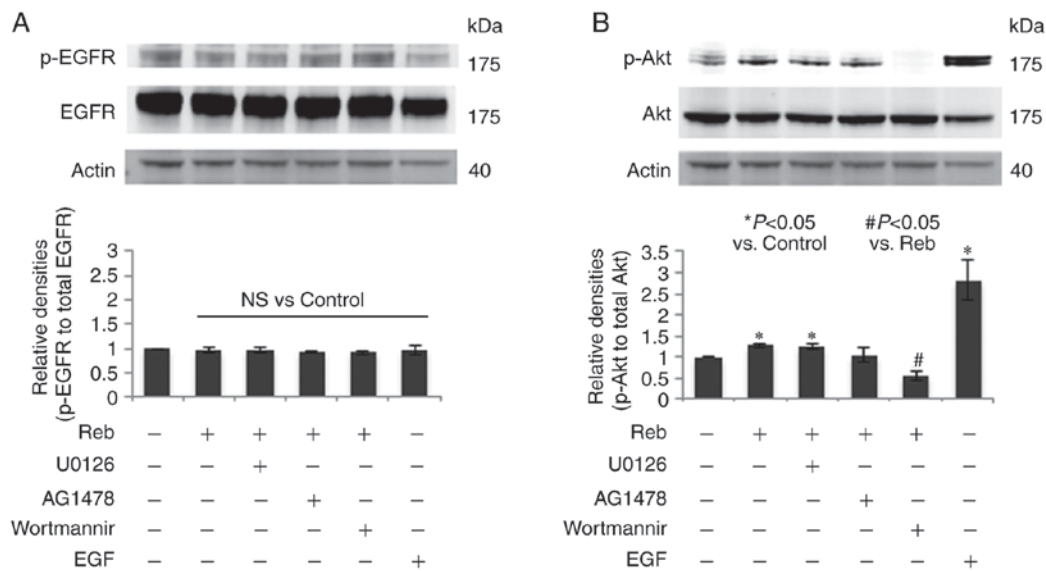 A
kDa
p-EGFR
175
EGFR
175
Actin
40
Relative densities
(p-EGFR to total EGFR)
3
2.5
2
1.5
1
0.5
0
NS vs Control
Reb − + + + + −
U0126 − − + − − −
AG1478 − − − + − −
Wortmannir − − − − + −
EGF − − − − − +
B
kDa
p-Akt
175
Akt
175
Actin
40
*P<0.05
vs. Control
#P<0.05
vs. Reb
Relative densities
(p-Akt to total Akt)
3.5
3
2.5
2
1.5
1
0.5
0
* * # *
Reb − + + + + −
U0126 − − + − − −
AG1478 − − − + − −
Wortmannir − − − − + −
EGF − − − − − +